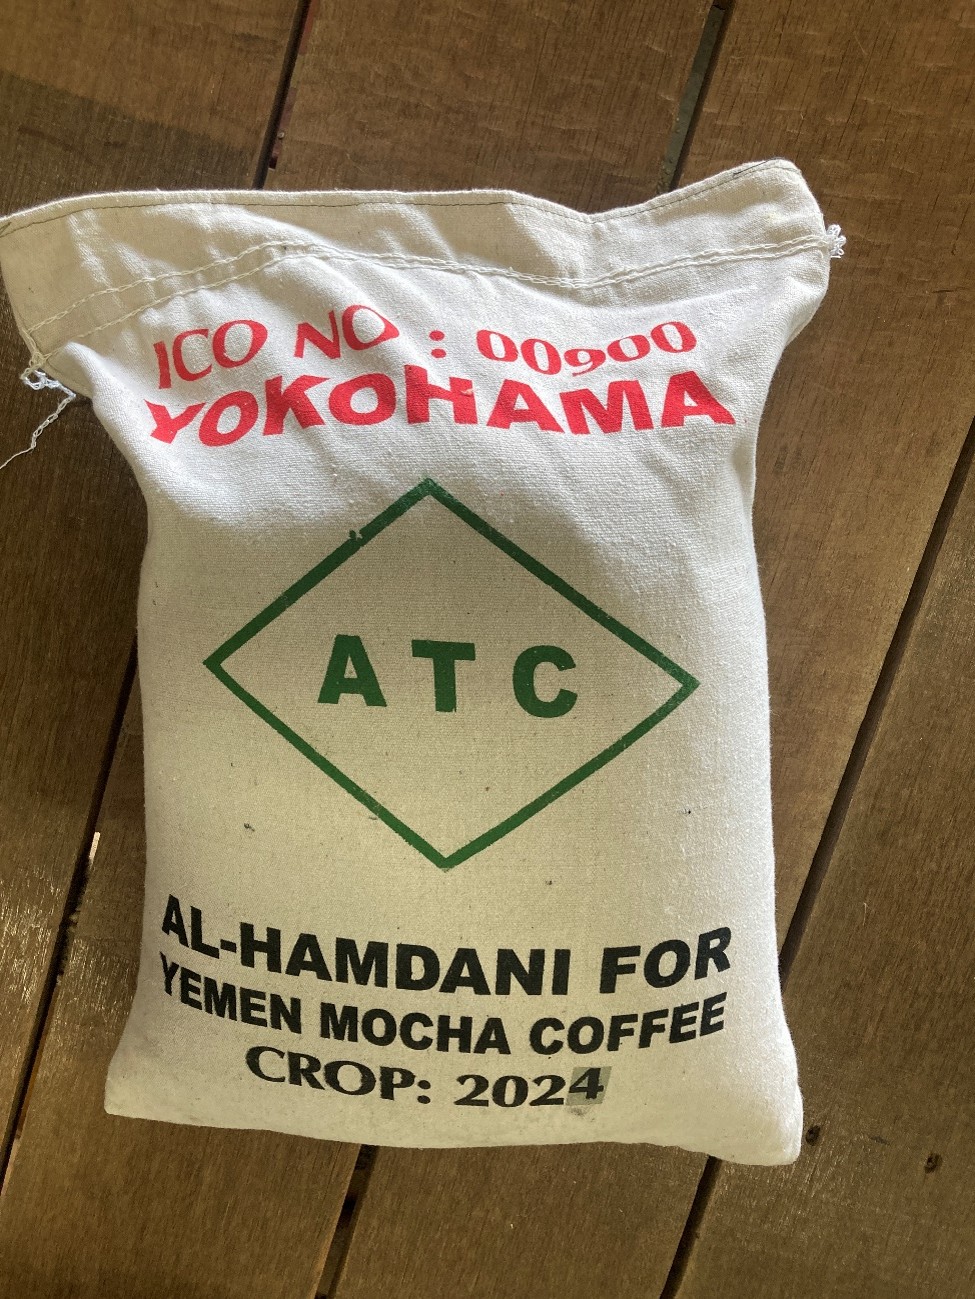 ICO NO : 00900
YOKOHAMA
ATC
AL-HAMDANI FOR
YEMEN MOCHA COFFEE
CROP: 2024